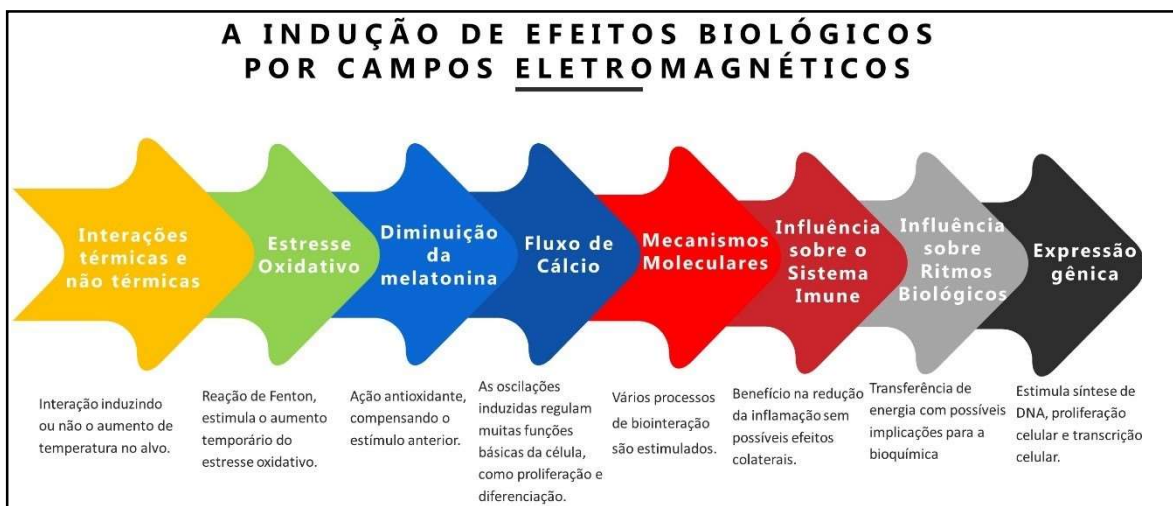 A INDUÇÃO DE EFEITOS BIOLÓGICOS
POR CAMPOS ELETROMAGNÉTICOS
Interações
térmicas e
não térmicas
Estresse
Oxidativo
Diminuição
da
melatonina
Fluxo de
Cálcio
Mecanismos
Moleculares
Influência
sobre o
Sistema
Imune
Influência
sobre
Ritmos
Biológicos
Expressão
gênica
Interação induzindo
ou não o aumento de
temperatura no alvo.
Reação de Fenton,
estimula o aumento
temporário do
estresse oxidativo.
Ação antioxidante,
compensando o
estímulo anterior.
As oscilações
induzidas regulam
muitas funções
básicas da célula,
como proliferação e
diferenciação.
Vários processos
de biointeração
são estimulados.
Benefício na redução
da inflamação sem
possíveis efeitos
colaterais.
Transferência de
energia com possíveis
implicações para a
bioquímica
Estimula síntese de
DNA, proliferação
celular e transcrição
celular.